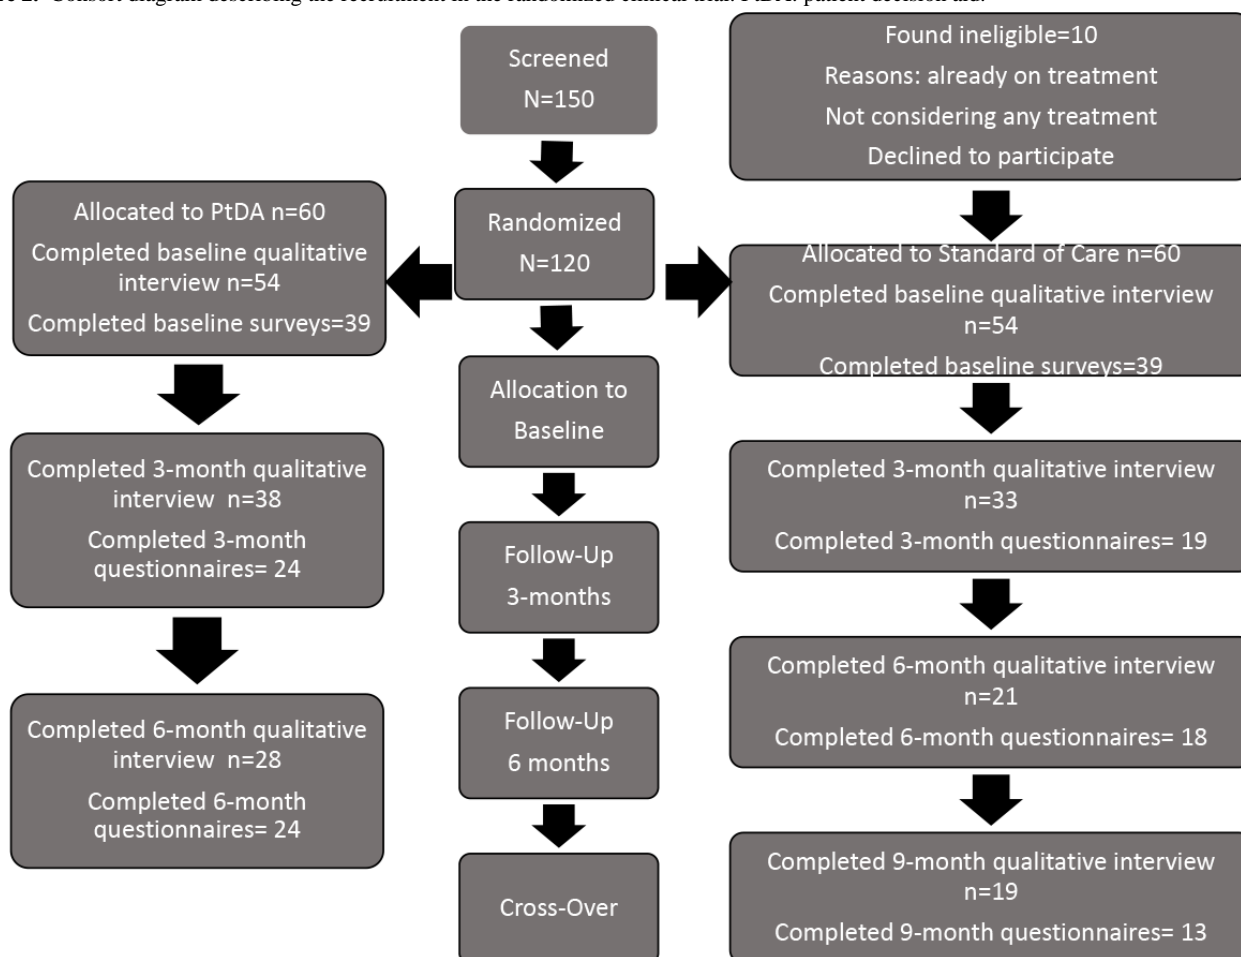 Screened
N=150
Found ineligible=10
Reasons: already on treatment
Not considering any treatment
Declined to participate
Allocated to PtDA n=60
Completed baseline qualitative
interview n=54
Completed baseline surveys=39
Randomized
N=120
Allocated to Standard of Care n=60
Completed baseline qualitative interview
n=54
Completed baseline surveys=39
Allocation to
Baseline
Completed 3-month qualitative
interview n=38
Completed 3-month
questionnaires= 24
Follow-Up
3-months
Completed 3-month qualitative interview
n=33
Completed 3-month questionnaires= 19
Completed 6-month qualitative
interview n=28
Completed 6-month
questionnaires= 24
Follow-Up
6 months
Completed 6-month qualitative interview
n=21
Completed 6-month questionnaires= 18
Cross-Over
Completed 9-month qualitative interview
n=19
Completed 9-month questionnaires= 13